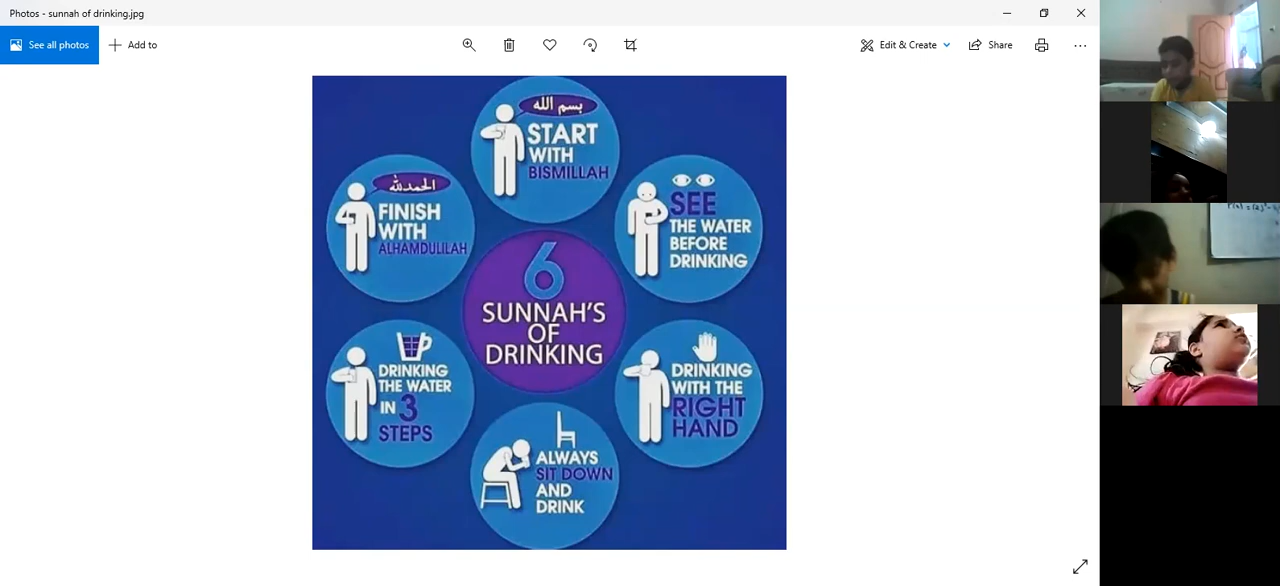 Photos - sunnah of drinking.jpg
See all photos
Add to
Edit & Create
Share
بسم الله
START
WITH
BISMILLAH
SEE
THE WATER
BEFORE
DRINKING
DRINKING
WITH THE
RIGHT
HAND
ALWAYS
SIT DOWN
AND
DRINK
DRINKING
THE WATER
IN 3
STEPS
الحمد لله
FINISH
WITH
ALHAMDULILAH
6
SUNNAH'S
OF
DRINKING